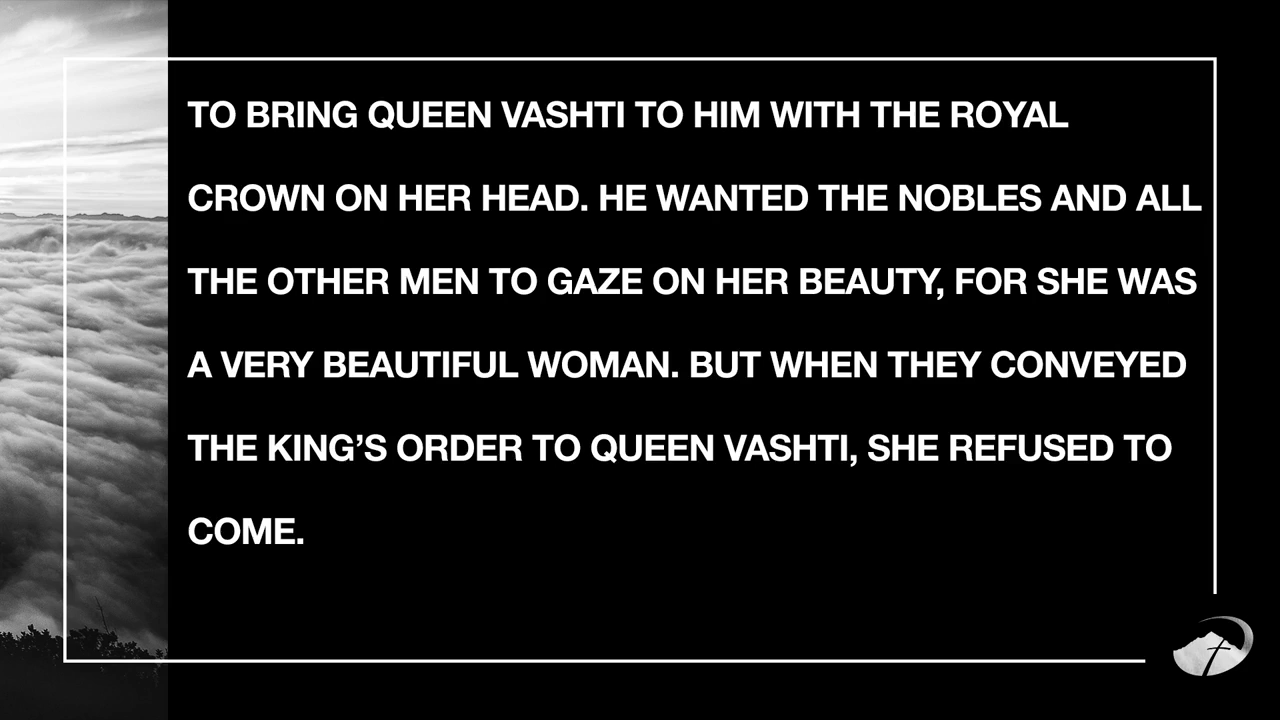 TO BRING QUEEN VASHTI TO HIM WITH THE ROYAL
CROWN ON HER HEAD. HE WANTED THE NOBLES AND ALL
THE OTHER MEN TO GAZE ON HER BEAUTY, FOR SHE WAS
A VERY BEAUTIFUL WOMAN. BUT WHEN THEY CONVEYED
THE KING’S ORDER TO QUEEN VASHTI, SHE REFUSED TO
COME.